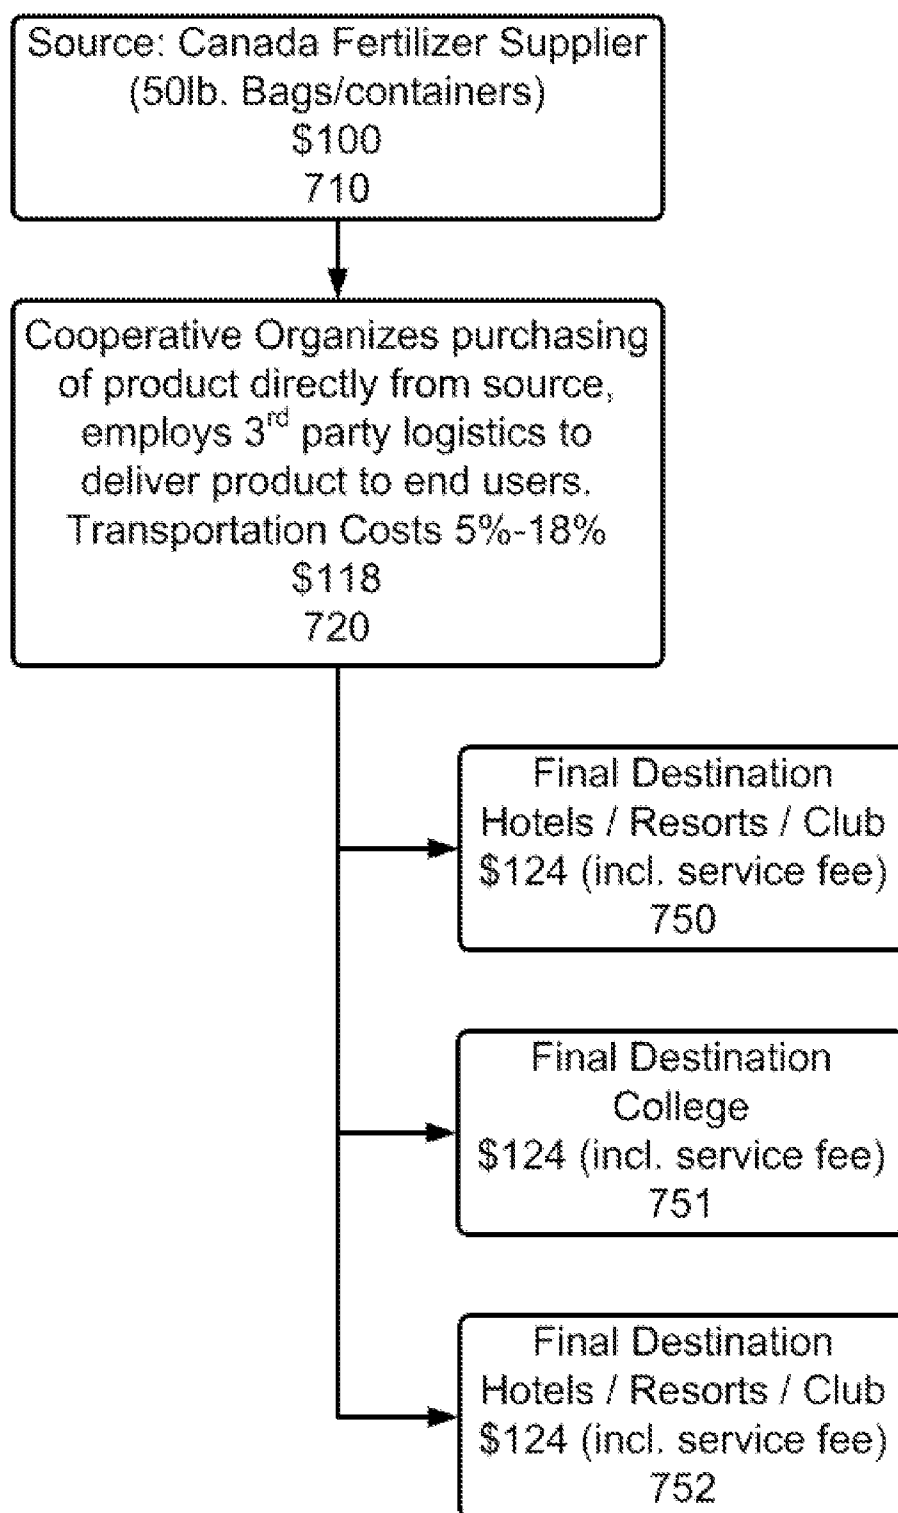 Source: Canada Fertilizer Supplier
(50lb. Bags/containers)
$100
710
Cooperative Organizes purchasing
of product directly from source,
employs 3rd party logistics to
deliver product to end users.
Transportation Costs 5%-18%
$118
720
Final Destination
Hotels / Resorts / Club
$124 (incl. service fee)
750
Final Destination
College
$124 (incl. service fee)
751
Final Destination
Hotels / Resorts / Club
$124 (incl. service fee)
752